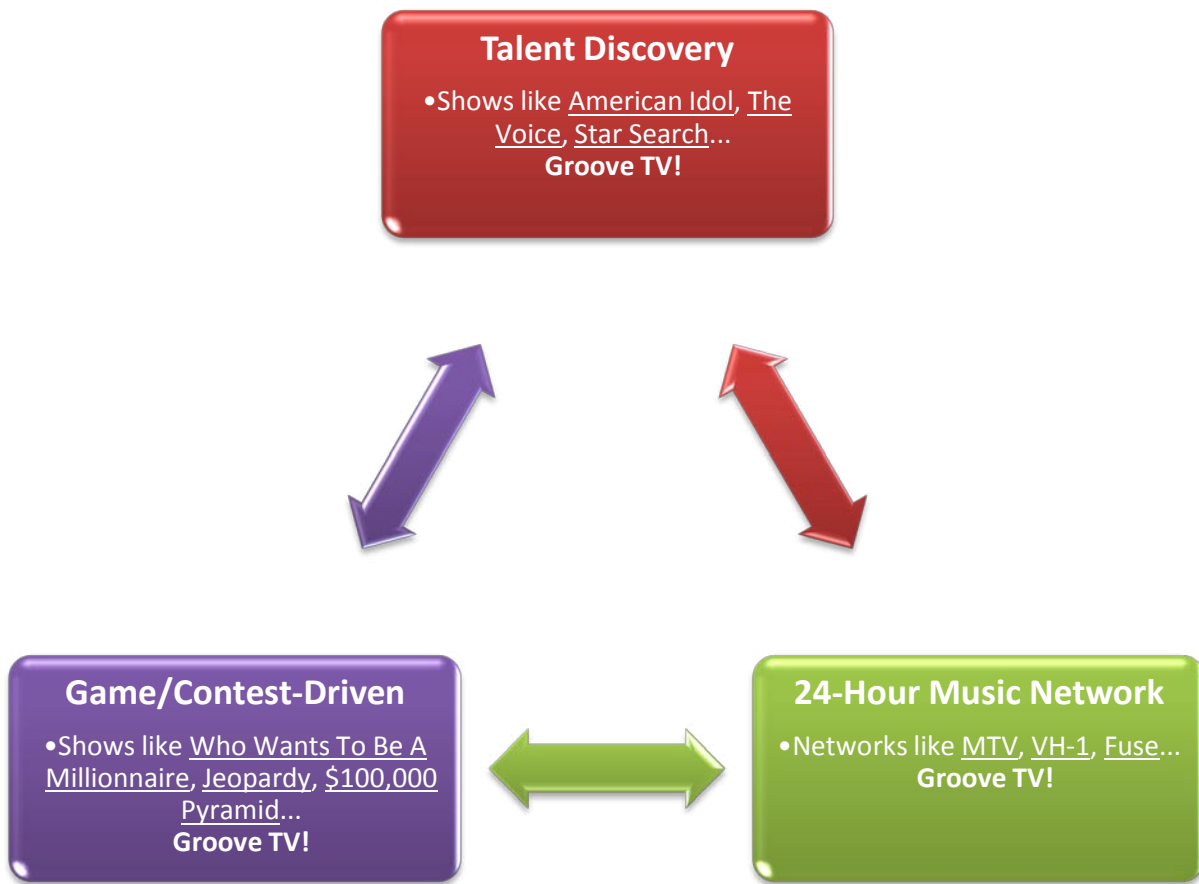 Talent Discovery
•Shows like American Idol, The
Voice, Star Search...
Groove TV!
Game/Contest-Driven
•Shows like Who Wants To Be A
Millionnaire, Jeopardy, $100,000
Pyramid...
Groove TV!
24-Hour Music Network
•Networks like MTV, VH-1, Fuse...
Groove TV!